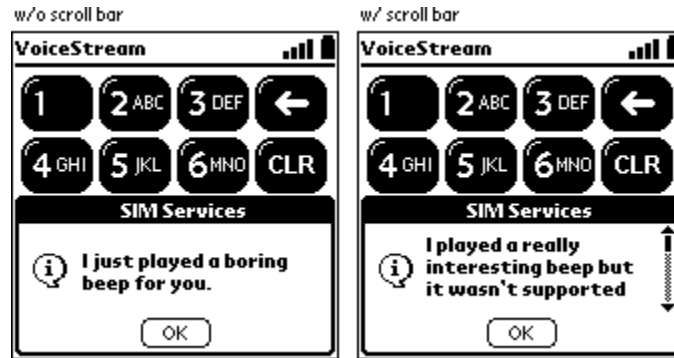 w/o scroll bar
VoiceStream
1 2 ABC 3 DEF
4 GHI 5 JKL 6 MNO CLR
SIM Services
I just played a boring
beep for you.
OK
w/ scroll bar
VoiceStream
1 2 ABC 3 DEF
4 GHI 5 JKL 6 MNO CLR
SIM Services
I played a really
interesting beep but
it wasn't supported
OK